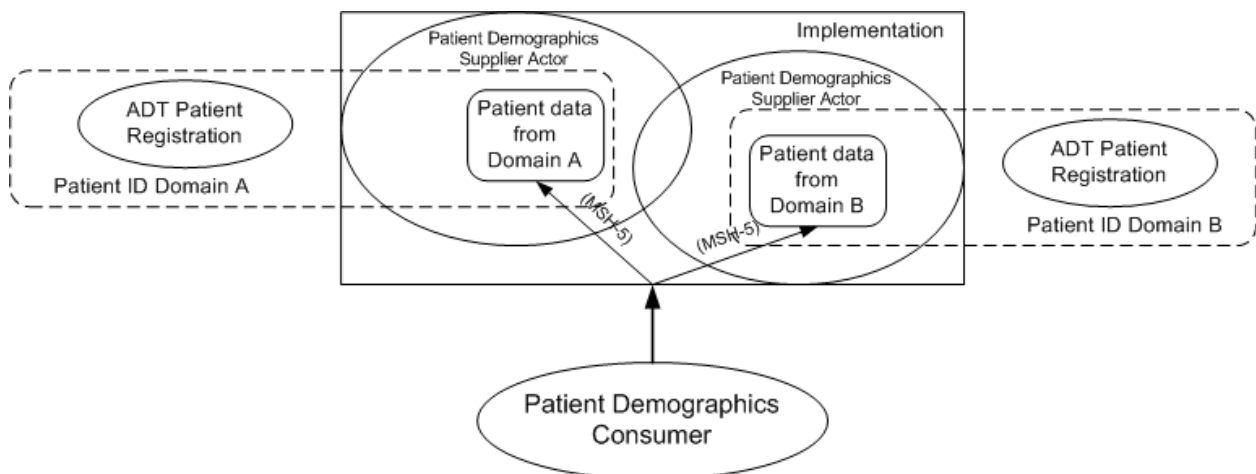 Implementation
Patient Demographics
Supplier Actor
Patient Demographics
Supplier Actor
ADT Patient
Registration
Patient ID Domain A
Patient data
from
Domain A
Patient data
from
Domain B
ADT Patient
Registration
Patient ID Domain B
(MSH-5)
(MSH-5)
Patient Demographics
Consumer